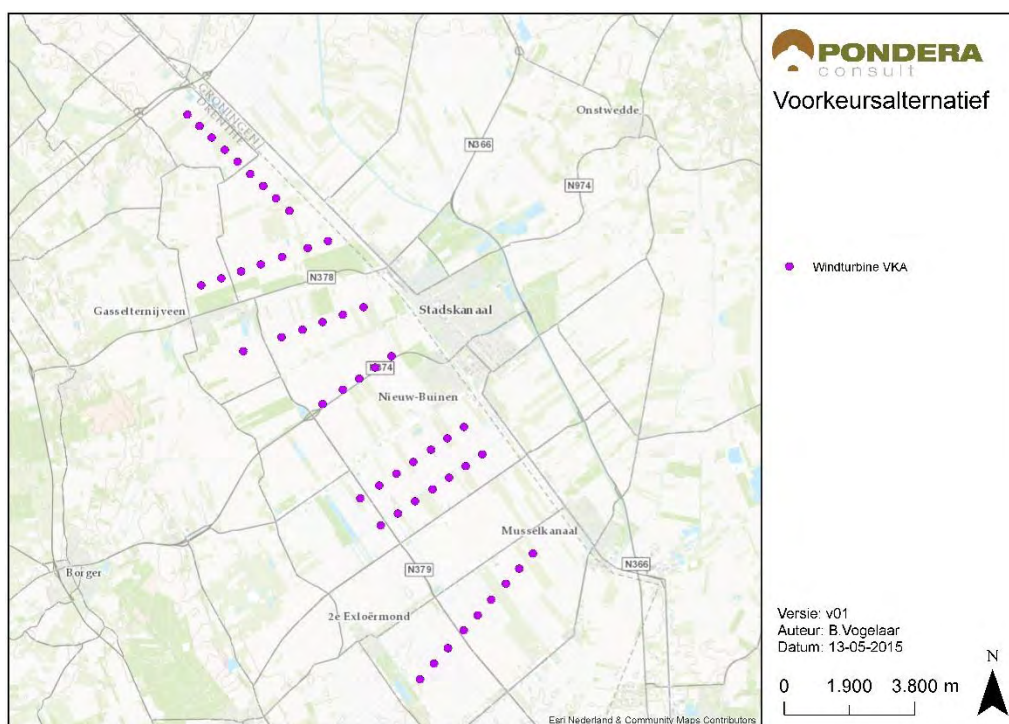 GRONINGEN
DRENTHE
Onstwedde
N366
N974
N378
Gasselternijveen
Stadskanaal
N374
Nieuw-Buinen
Musselkanaal
N366
N379
Borger
2e Exloërmond
Esri Nederland & Community Maps Contributors
PONDERA
consult
Voorkeursalternatief
Windturbine VKA
Versie: v01
Auteur: B.Vogelaar
Datum: 13-05-2015
N
0 1.900 3.800 m